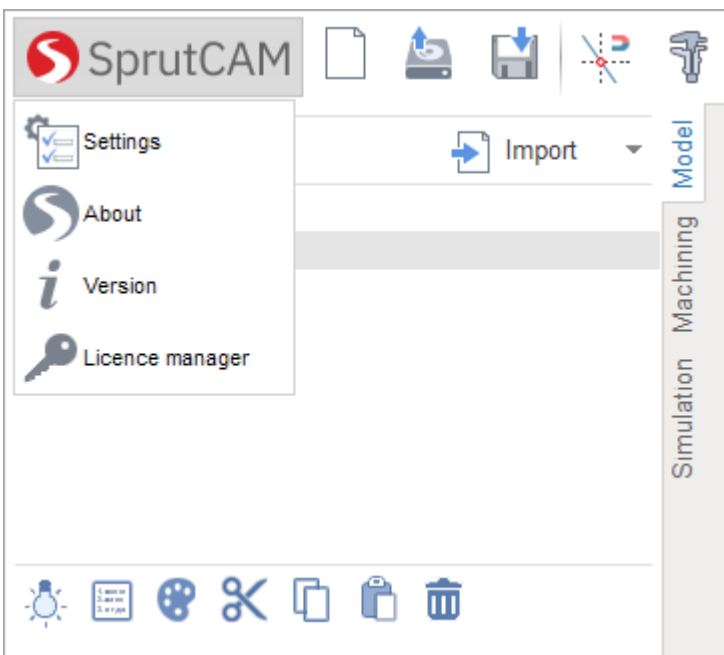 SprutCAM
Settings
Import
About
Version
Licence manager
Model
Machining
Simulation